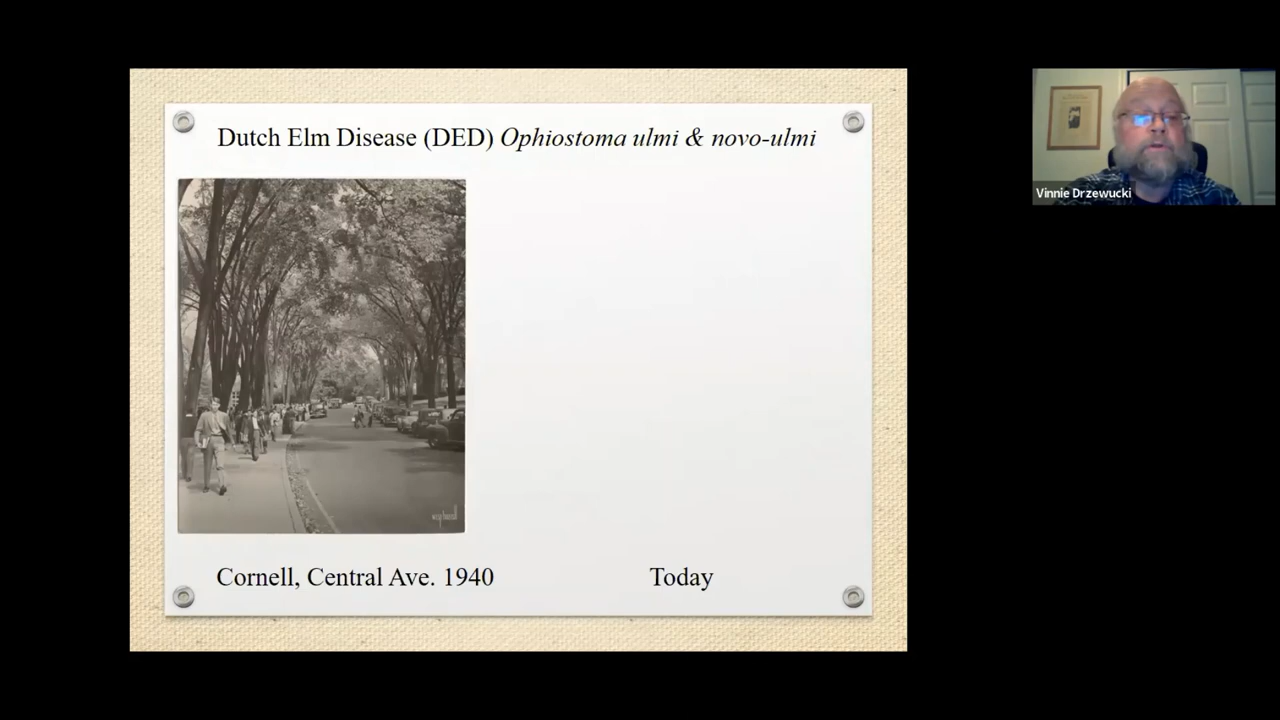 Dutch Elm Disease (DED) Ophiostoma ulmi & novo-ulmi
Cornell, Central Ave. 1940
Today
Vinnie Drzewucki